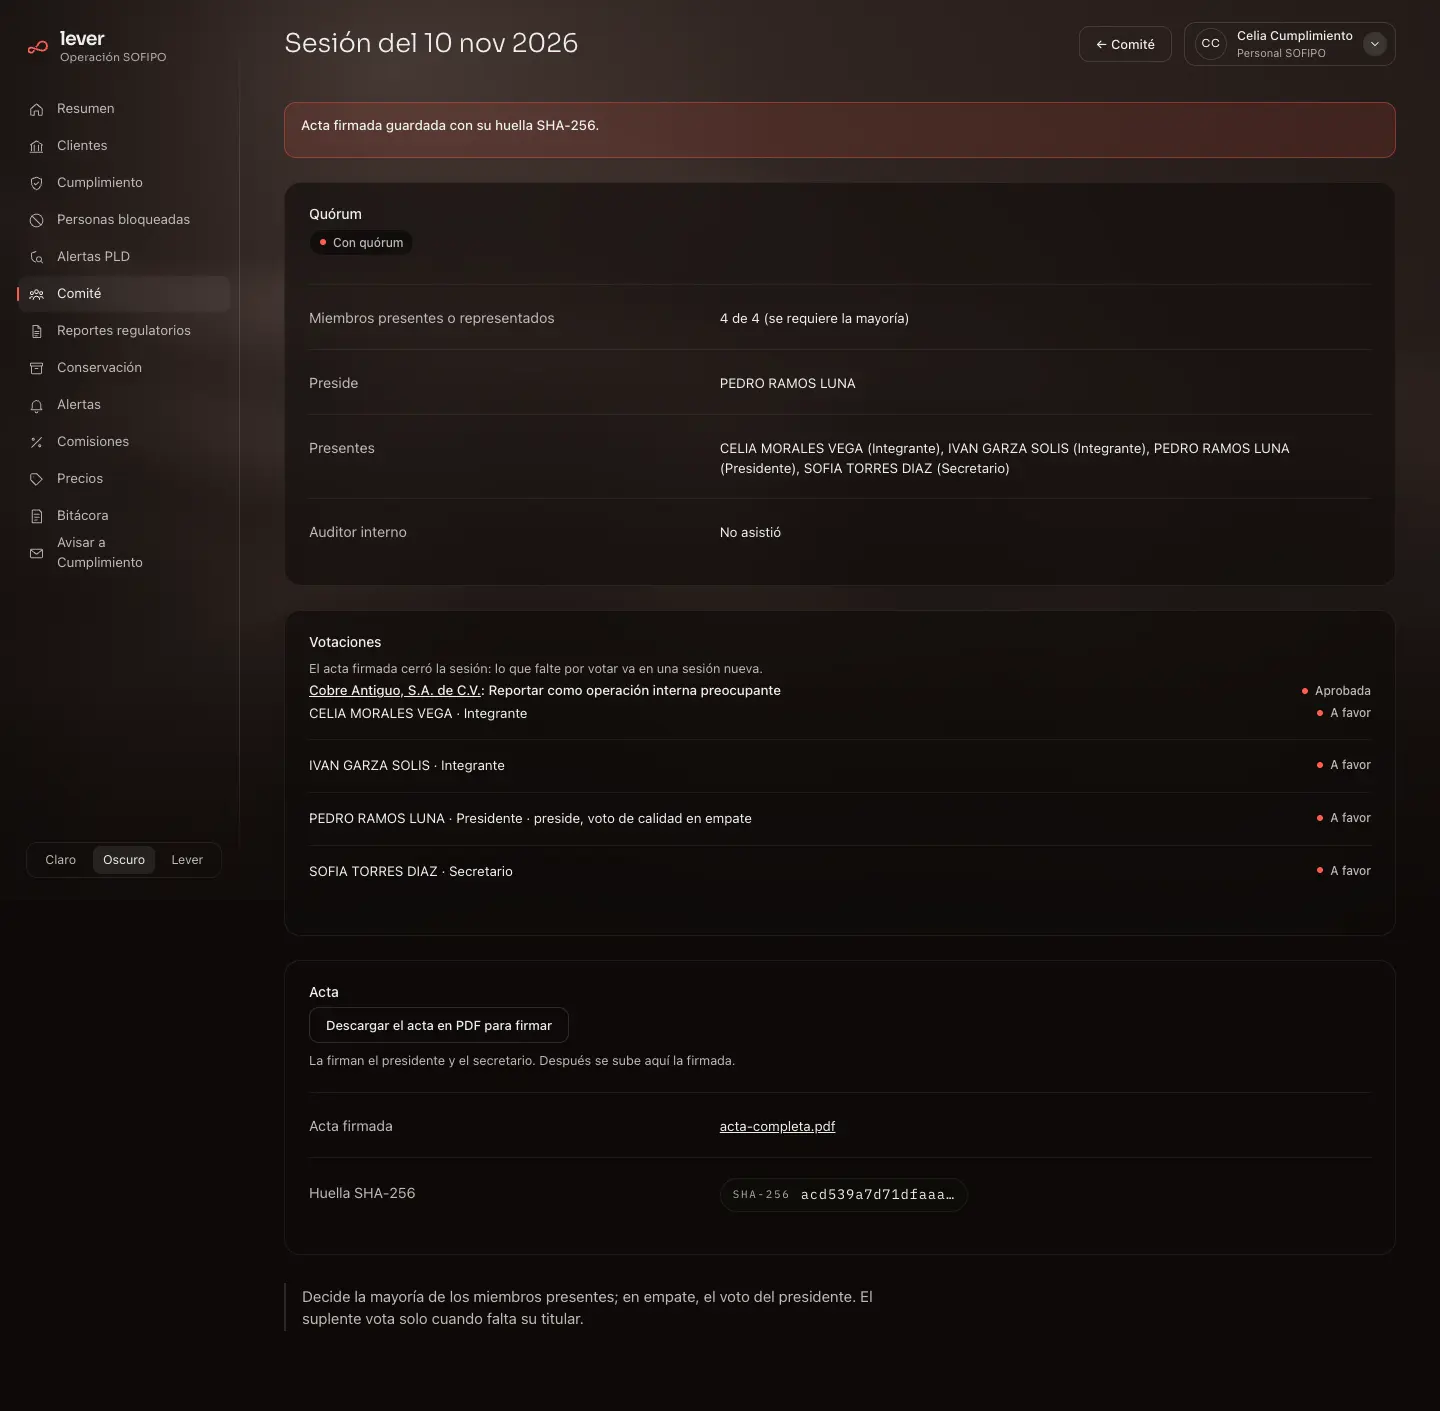 lever
Operación SOFIPO
Resumen
Clientes
Cumplimiento
Personas bloqueadas
Alertas PLD
Comité
Reportes regulatorios
Conservación
Alertas
Comisiones
Precios
Bitácora
Avisar a
Cumplimiento
Claro Oscuro Lever
Sesión del 10 nov 2026
← Comité
CC
Celia Cumplimiento
Personal SOFIPO
Acta firmada guardada con su huella SHA-256.
Quórum
Con quórum
Miembros presentes o representados 4 de 4 (se requiere la mayoría)
Preside PEDRO RAMOS LUNA
Presentes CELIA MORALES VEGA (Integrante), IVAN GARZA SOLIS (Integrante), PEDRO RAMOS LUNA
(Presidente), SOFIA TORRES DIAZ (Secretario)
Auditor interno No asistió
Votaciones
El acta firmada cerró la sesión: lo que falte por votar va en una sesión nueva.
Cobre Antiguo, S.A. de C.V.: Reportar como operación interna preocupante Aprobada
CELIA MORALES VEGA · Integrante A favor
IVAN GARZA SOLIS · Integrante A favor
PEDRO RAMOS LUNA · Presidente · preside, voto de calidad en empate A favor
SOFIA TORRES DIAZ · Secretario A favor
Acta
Descargar el acta en PDF para firmar
La firman el presidente y el secretario. Después se sube aquí la firmada.
Acta firmada acta-completa.pdf
Huella SHA-256 SHA-256 acd539a7d71dfaaa…
Decide la mayoría de los miembros presentes; en empate, el voto del presidente. El
suplente vota solo cuando falta su titular.